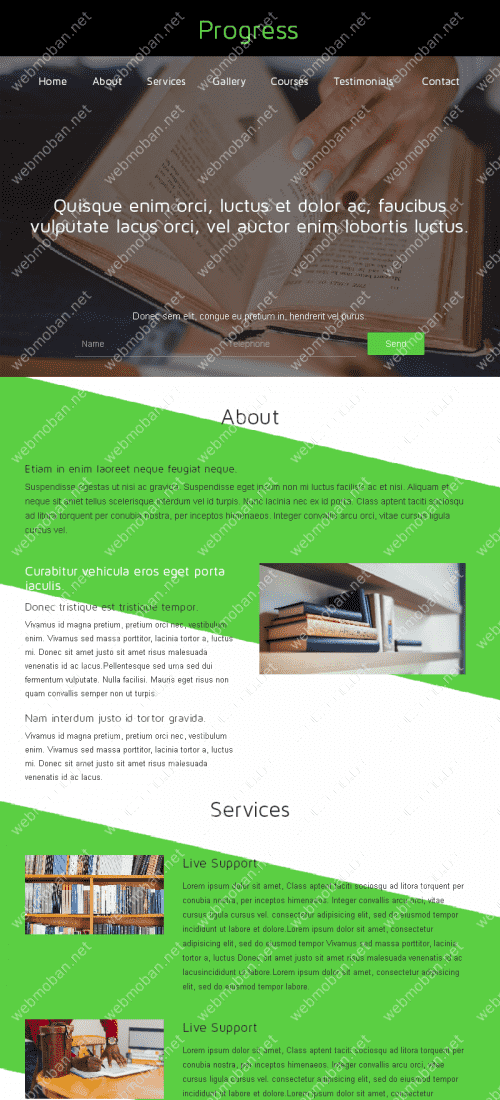 Progress
Home About Services Gallery Courses Testimonials Contact
Quisque enim orci, luctus et dolor ac, faucibus
vulputate lacus orci, vel auctor enim lobortis luctus.
Donec sem elit, congue eu pretium in, hendrerit vel purus.
Name Telephone Send
About
Etiam in enim laoreet neque feugiat neque.
Suspendisse egestas ut nisi ac gravida. Suspendisse eget ipsum non mi luctus facilisis ac et nisi. Aliquam et
neque sit amet tellus scelerisque interdum vel id turpis. Nunc lacinia nec ex id porta. Class aptent taciti sociosqu
ad litora torquent per conubia nostra, per inceptos himenaeos. Integer convallis arcu orci, vitae cursus ligula
cursus vel.
Curabitur vehicula eros eget porta
iaculis
Donec tristique est tristique tempor.
Vivamus id magna pretium, pretium orci nec, vestibulum
enim. Vivamus sed massa porttitor, lacinia tortor a, luctus
mi. Donec sit amet justo sit amet risus malesuada
venenatis id ac lacus.Pellentesque sed urna sed dui
fermentum vulputate. Nulla facilisi. Mauris eget risus non
quam convallis semper non ut turpis.
Nam interdum justo id tortor gravida.
Vivamus id magna pretium, pretium orci nec, vestibulum
enim. Vivamus sed massa porttitor, lacinia tortor a, luctus
mi. Donec sit amet justo sit amet risus malesuada
venenatis id ac lacus.
Services
Live Support
Lorem ipsum dolor sit amet, Class aptent taciti sociosqu ad litora torquent per
conubia nostra, per inceptos himenaeos. Integer convallis arcu orci, vitae
cursus ligula cursus vel. consectetur adipisicing elit, sed do eiusmod tempor
incididunt ut labore et dolore.Lorem ipsum dolor sit amet, consectetur
adipisicing elit, sed do eiusmod tempor Vivamus sed massa porttitor, lacinia
tortor a, luctus Donec sit amet justo sit amet risus malesuada venenatis id ac
lacusincididunt ut labore.Lorem ipsum dolor sit amet, consectetur adipisicing
elit, sed do eiusmod tempor labore.
Live Support
Lorem ipsum dolor sit amet, Class aptent taciti sociosqu ad litora torquent per
conubia nostra, per inceptos himenaeos. Integer convallis arcu orci, vitae
cursus ligula cursus vel. consectetur adipisicing elit, sed do eiusmod tempor
incididunt ut labore et dolore.Lorem ipsum dolor sit amet, consectetur
webmoban.net